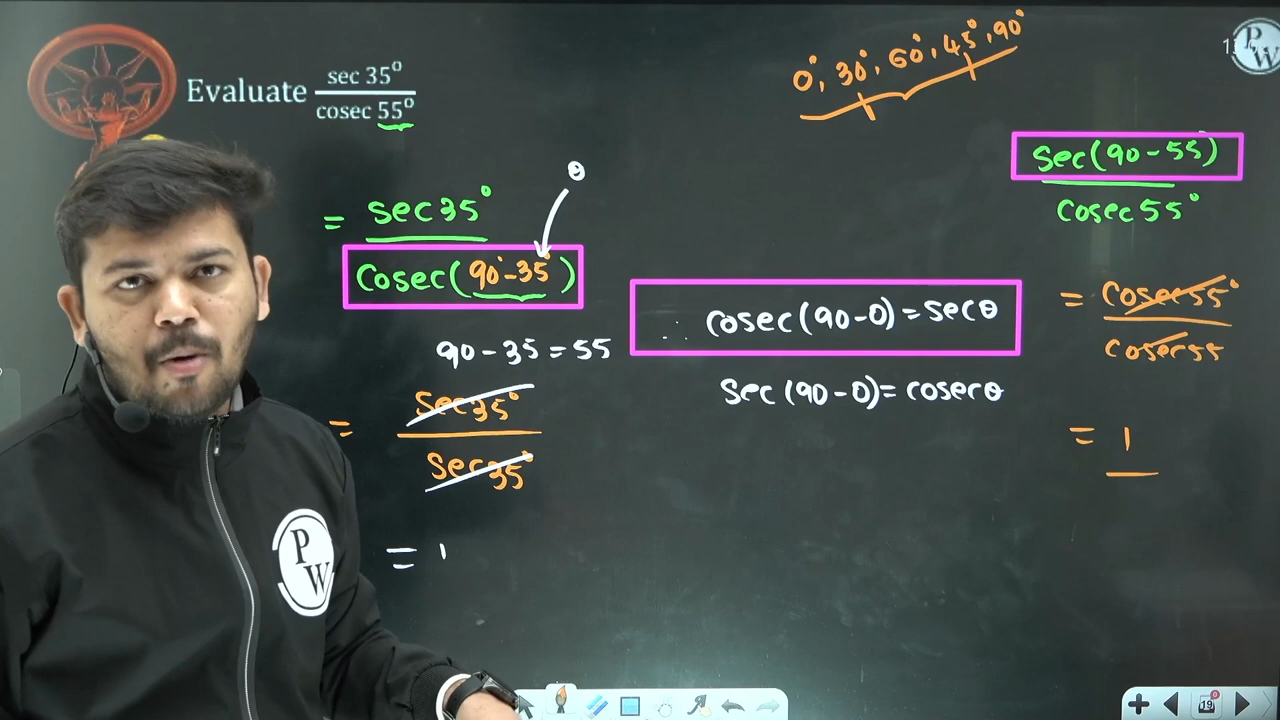 Evaluate sec 35° / cosec 55°
0°, 30°, 60°, 45°, 90°
PW
= sec 35° / cosec(90°-35°)
θ
90 - 35 = 55
= sec 35° / sec 35°
= 1
cosec(90-θ) = secθ
sec(90-θ) = cosecθ
sec(90-55) / cosec 55°
= cosec 55° / cosec 55
= 1
PW
19